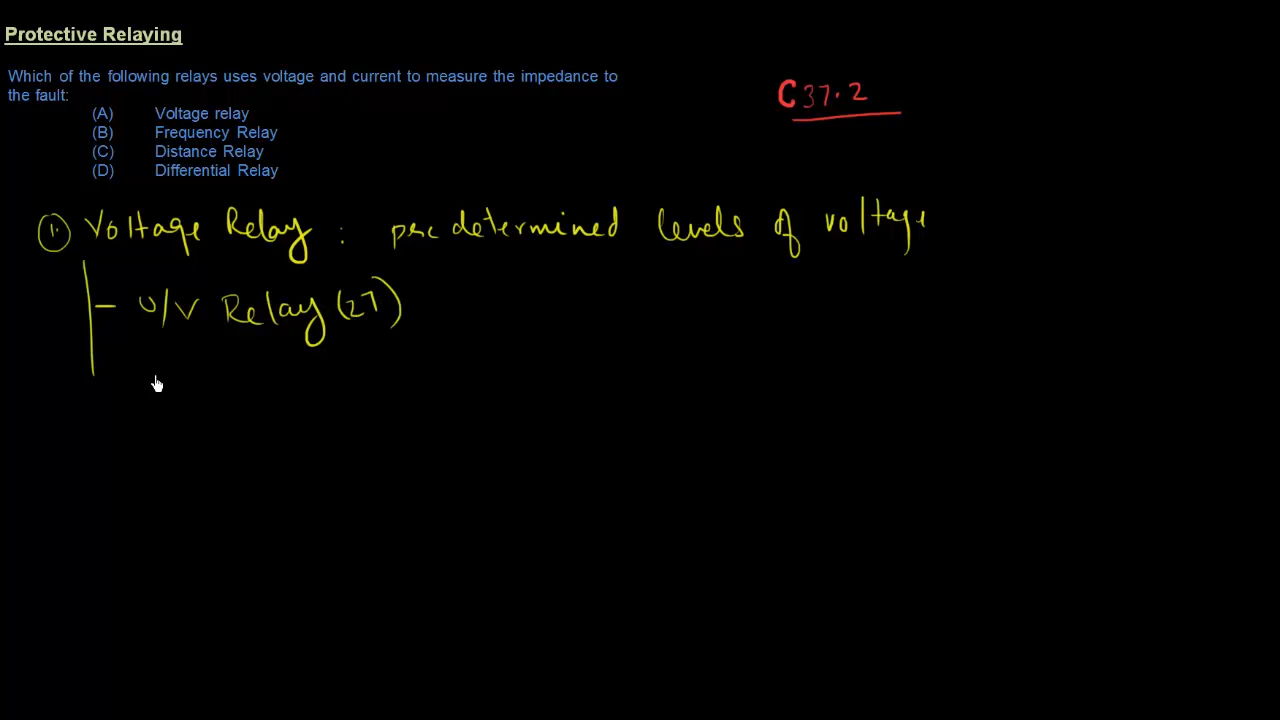 Protective Relaying
Which of the following relays uses voltage and current to measure the impedance to
the fault:
(A) Voltage relay
(B) Frequency Relay
(C) Distance Relay
(D) Differential Relay
C37.2
1. Voltage Relay : predetermined levels of voltage
- U/V Relay (27)